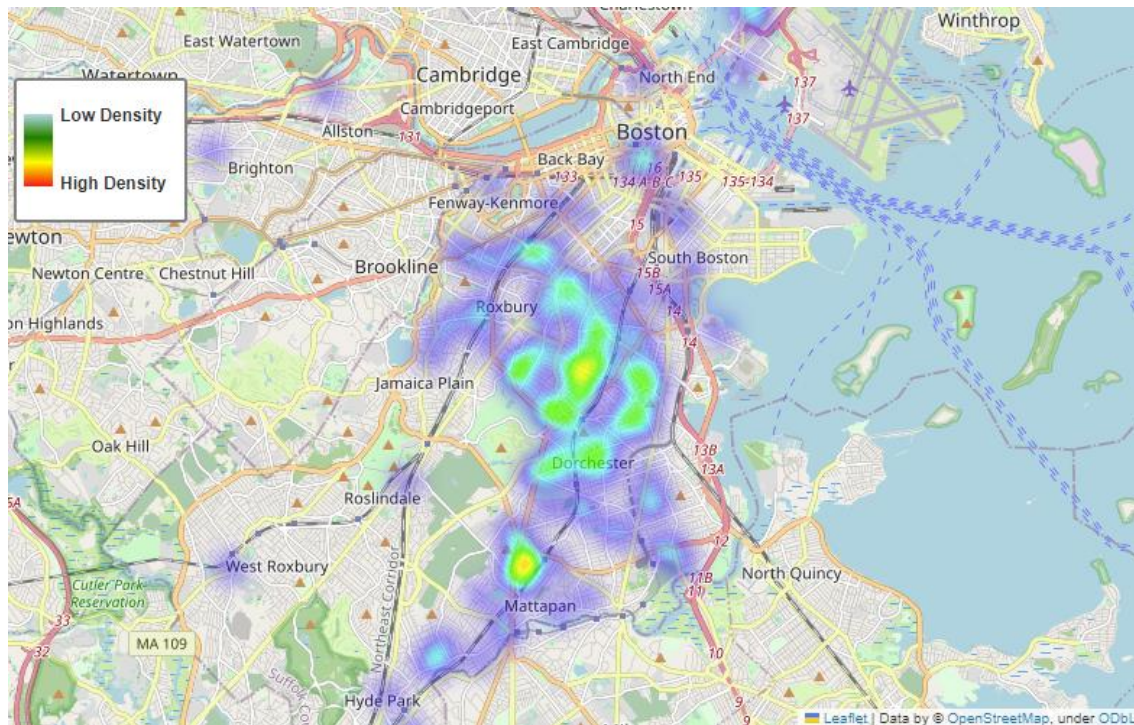 CHARLESTOWN
Winthrop
East Watertown
East Cambridge
Cambridge
North End
137
Watertown
Low Density
Cambridgeport
137
Allston
131
Boston
High Density
Brighton
Back Bay
16
133
134 A-B-C
135
135-134
Fenway-Kenmore
15
ewton
Brookline
South Boston
Newton Centre
Chestnut Hill
15B
15A
Roxbury
14
on Highlands
14
Jamaica Plain
Oak Hill
13B
Dorchester
13A
Roslindale
35A
12
West Roxbury
North Quincy
11B
Cutler Park
Reservation
11
Mattapan
33
Northeast Corridor
MA 109
32
10
Hyde Park
9
Leaflet | Data by © OpenStreetMap, under ODbL